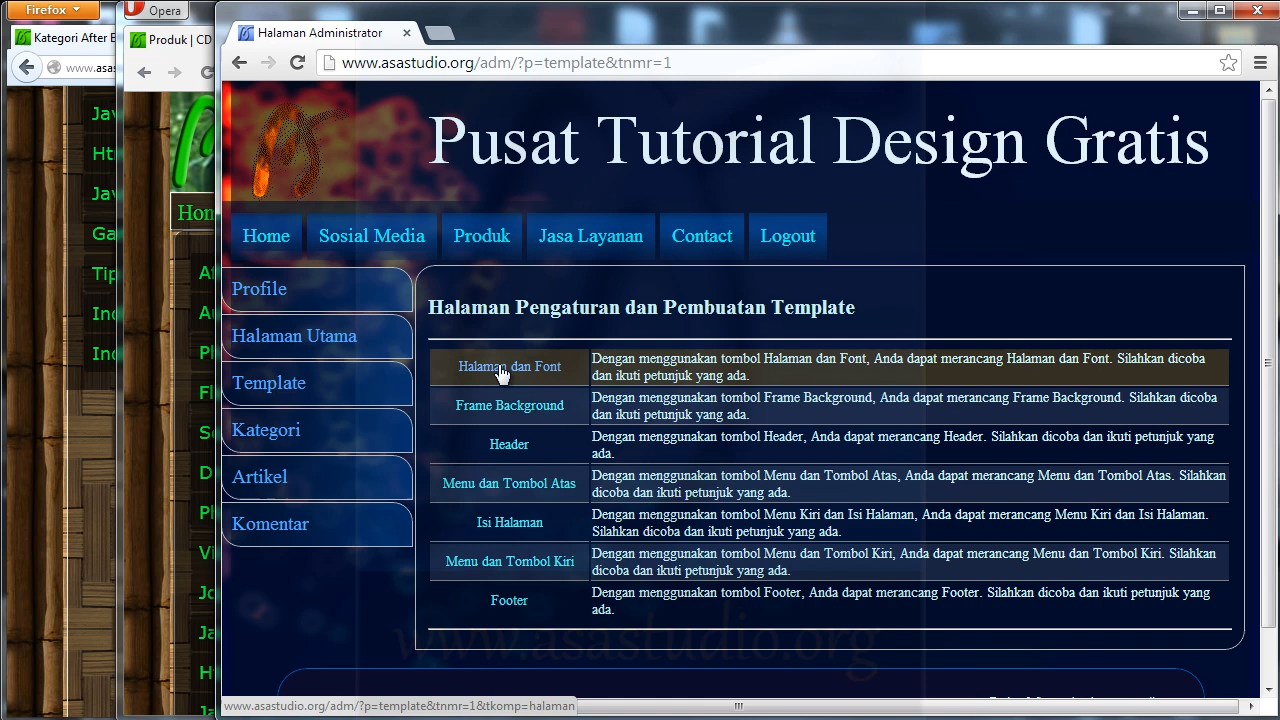 Firefox
Opera
Kategori After E
Produk | CD
Halaman Administrator
www.asas
www.asastudio.org/adm/?p=template&tnmr=1
Pusat Tutorial Design Gratis
Home
Sosial Media
Produk
Jasa Layanan
Contact
Logout
Profile
Halaman Utama
Template
Kategori
Artikel
Komentar
Halaman Pengaturan dan Pembuatan Template
Halaman dan Font
Dengan menggunakan tombol Halaman dan Font, Anda dapat merancang Halaman dan Font. Silahkan dicoba
dan ikuti petunjuk yang ada.
Frame Background
Dengan menggunakan tombol Frame Background, Anda dapat merancang Frame Background. Silahkan dicoba
dan ikuti petunjuk yang ada.
Header
Dengan menggunakan tombol Header, Anda dapat merancang Header. Silahkan dicoba dan ikuti petunjuk yang
ada.
Menu dan Tombol Atas
Dengan menggunakan tombol Menu dan Tombol Atas, Anda dapat merancang Menu dan Tombol Atas. Silahkan
dicoba dan ikuti petunjuk yang ada.
Isi Halaman
Dengan menggunakan tombol Menu Kiri dan Isi Halaman, Anda dapat merancang Menu Kiri dan Isi Halaman.
Silahkan dicoba dan ikuti petunjuk yang ada.
Menu dan Tombol Kiri
Dengan menggunakan tombol Menu dan Tombol Kiri, Anda dapat merancang Menu dan Tombol Kiri. Silahkan
dicoba dan ikuti petunjuk yang ada.
Footer
Dengan menggunakan tombol Footer, Anda dapat merancang Footer. Silahkan dicoba dan ikuti petunjuk yang
ada.
www.asastudio.org
www.asastudio.org/adm/?p=template&tnmr=1&tkomp=halaman